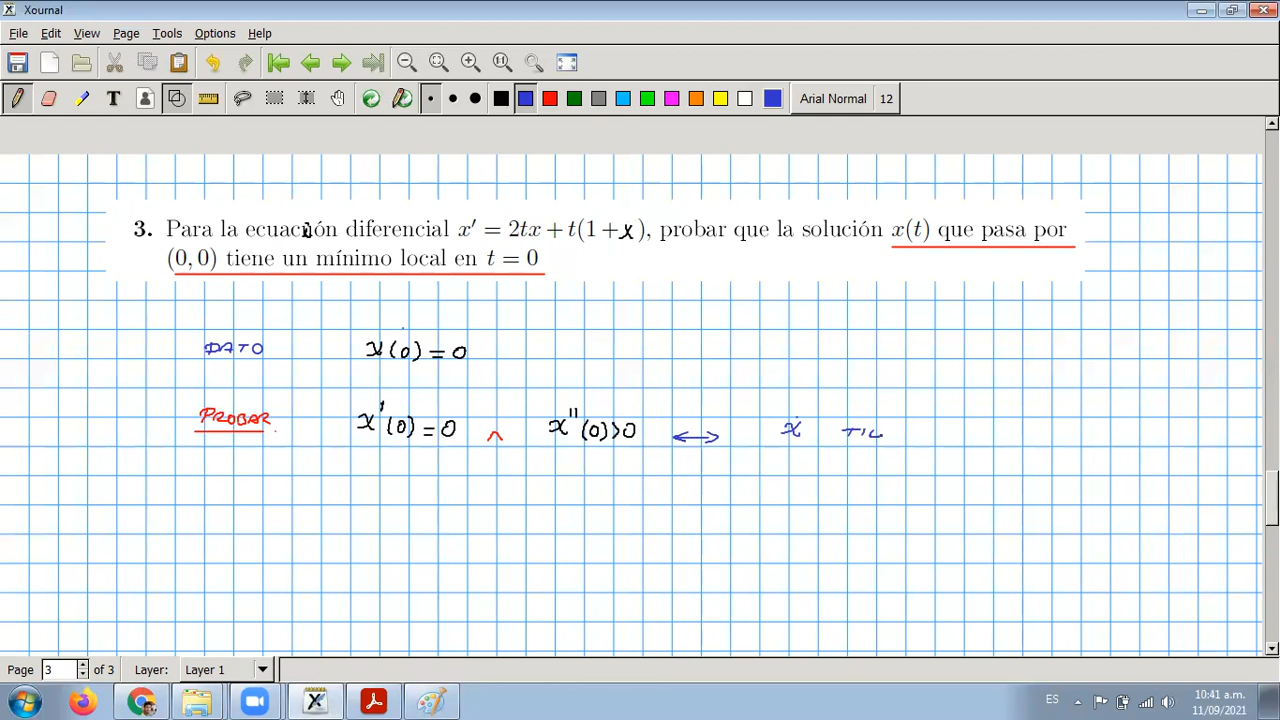 Xournal
File Edit View Page Tools Options Help
Arial Normal 12
3. Para la ecuación diferencial x′ = 2tx + t(1 + x), probar que la solución x(t) que pasa por
(0, 0) tiene un mínimo local en t = 0
DATO x(0) = 0
PROBAR x'(0) = 0 ^ x''(0) > 0 ↔ x
Page 3 of 3 Layer: Layer 1
ES 10:41 a.m.
11/09/2021